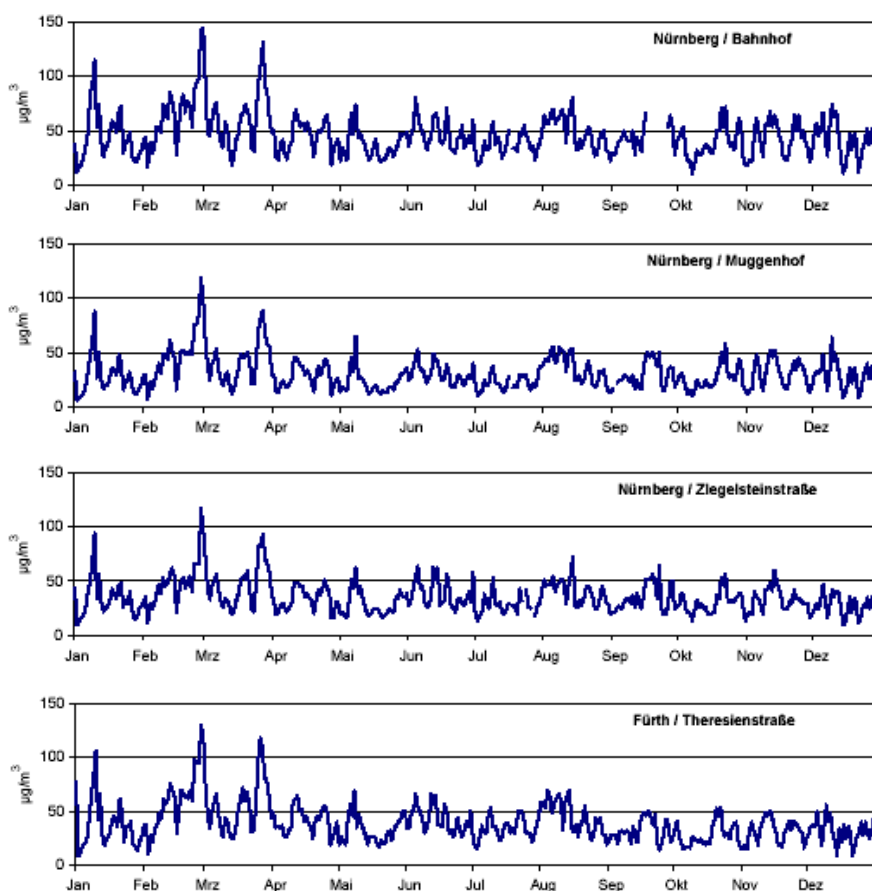 150
Nürnberg / Bahnhof
100
µg/m³
50
0
Jan Feb Mrz Apr Mai Jun Jul Aug Sep Okt Nov Dez
150
Nürnberg / Muggenhof
100
µg/m³
50
0
Jan Feb Mrz Apr Mai Jun Jul Aug Sep Okt Nov Dez
150
Nürnberg / Ziegelsteinstraße
100
µg/m³
50
0
Jan Feb Mrz Apr Mai Jun Jul Aug Sep Okt Nov Dez
150
Fürth / Theresienstraße
100
µg/m³
50
0
Jan Feb Mrz Apr Mai Jun Jul Aug Sep Okt Nov Dez